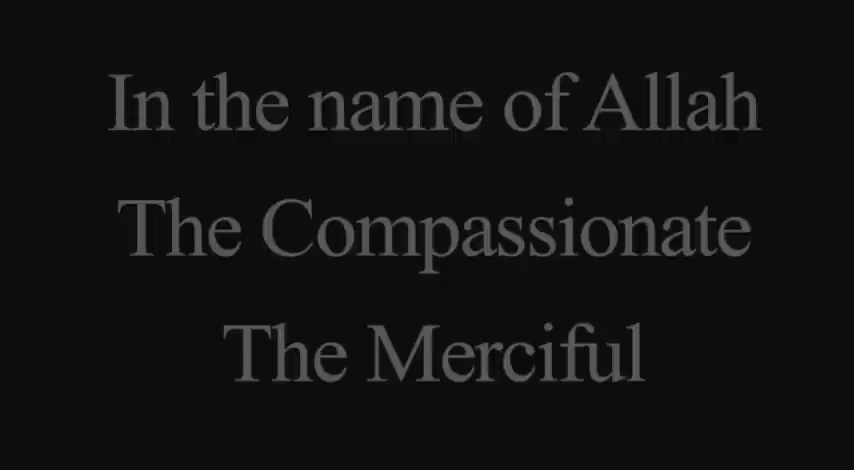 In the name of Allah
The Compassionate
The Merciful